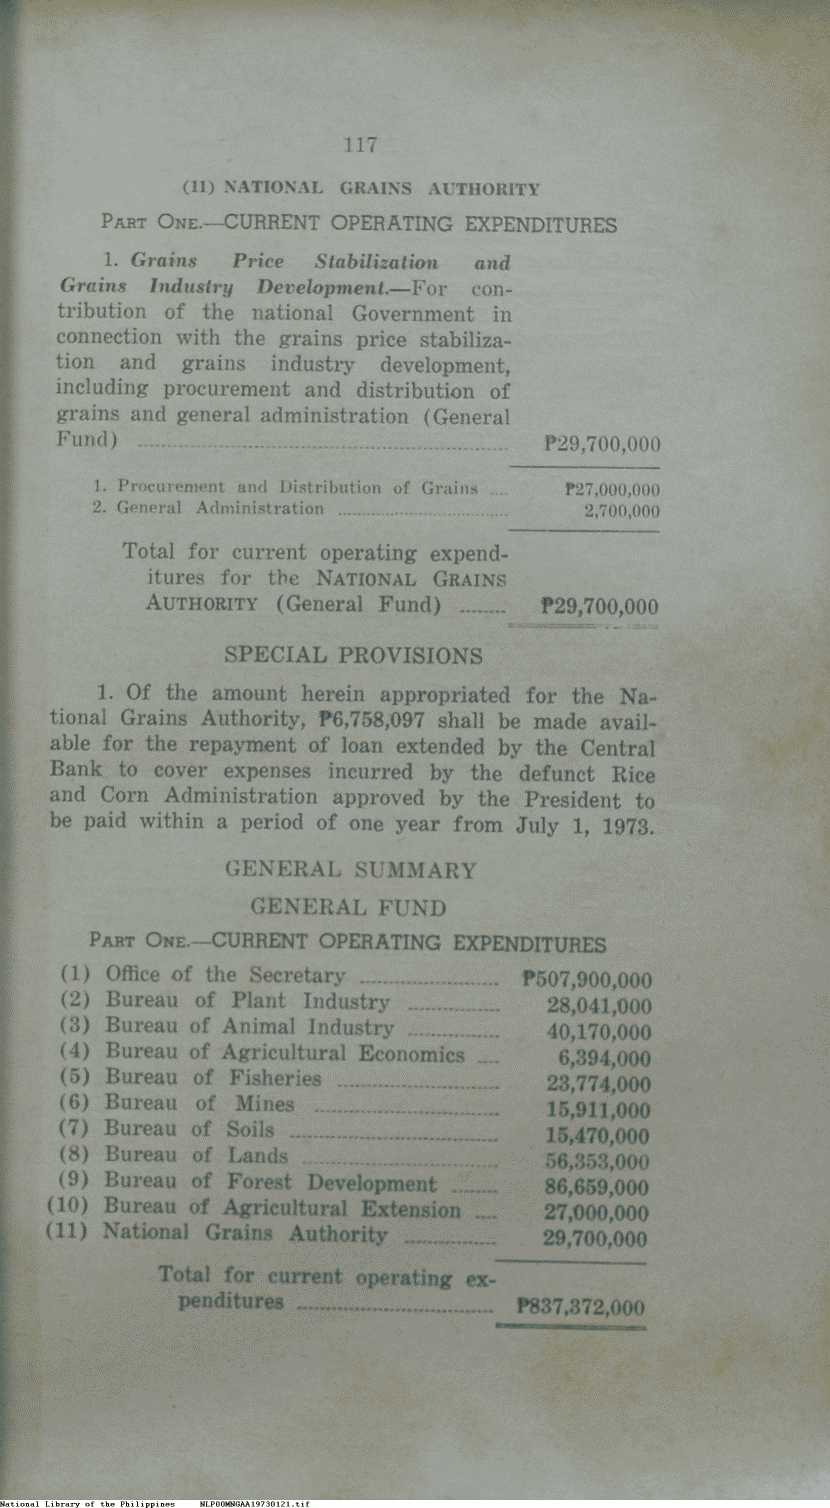 117
(11) NATIONAL GRAINS AUTHORITY
PART ONE.—CURRENT OPERATING EXPENDITURES
1. Grains Price Stabilization and
Grains Industry Development.—For con-
tribution of the national Government in
connection with the grains price stabiliza-
tion and grains industry development,
including procurement and distribution of
grains and general administration (General
Fund) ........ ₱29,700,000
1. Procurement and Distribution of Grains .... ₱27,000,000
2. General Administration ........ 2,700,000
Total for current operating expend-
itures for the NATIONAL GRAINS
AUTHORITY (General Fund) ........ ₱29,700,000
SPECIAL PROVISIONS
1. Of the amount herein appropriated for the Na-
tional Grains Authority, ₱6,758,097 shall be made avail-
able for the repayment of loan extended by the Central
Bank to cover expenses incurred by the defunct Rice
and Corn Administration approved by the President to
be paid within a period of one year from July 1, 1973.
GENERAL SUMMARY
GENERAL FUND
PART ONE.—CURRENT OPERATING EXPENDITURES
(1) Office of the Secretary ........ ₱507,900,000
(2) Bureau of Plant Industry ........ 28,041,000
(3) Bureau of Animal Industry ........ 40,170,000
(4) Bureau of Agricultural Economics .... 6,394,000
(5) Bureau of Fisheries ........ 23,774,000
(6) Bureau of Mines ........ 15,911,000
(7) Bureau of Soils ........ 15,470,000
(8) Bureau of Lands ........ 56,353,000
(9) Bureau of Forest Development ........ 86,659,000
(10) Bureau of Agricultural Extension .... 27,000,000
(11) National Grains Authority ........ 29,700,000
Total for current operating ex-
penditures ........ ₱837,372,000
National Library of the Philippines NLP00MNGAA19730121.tif